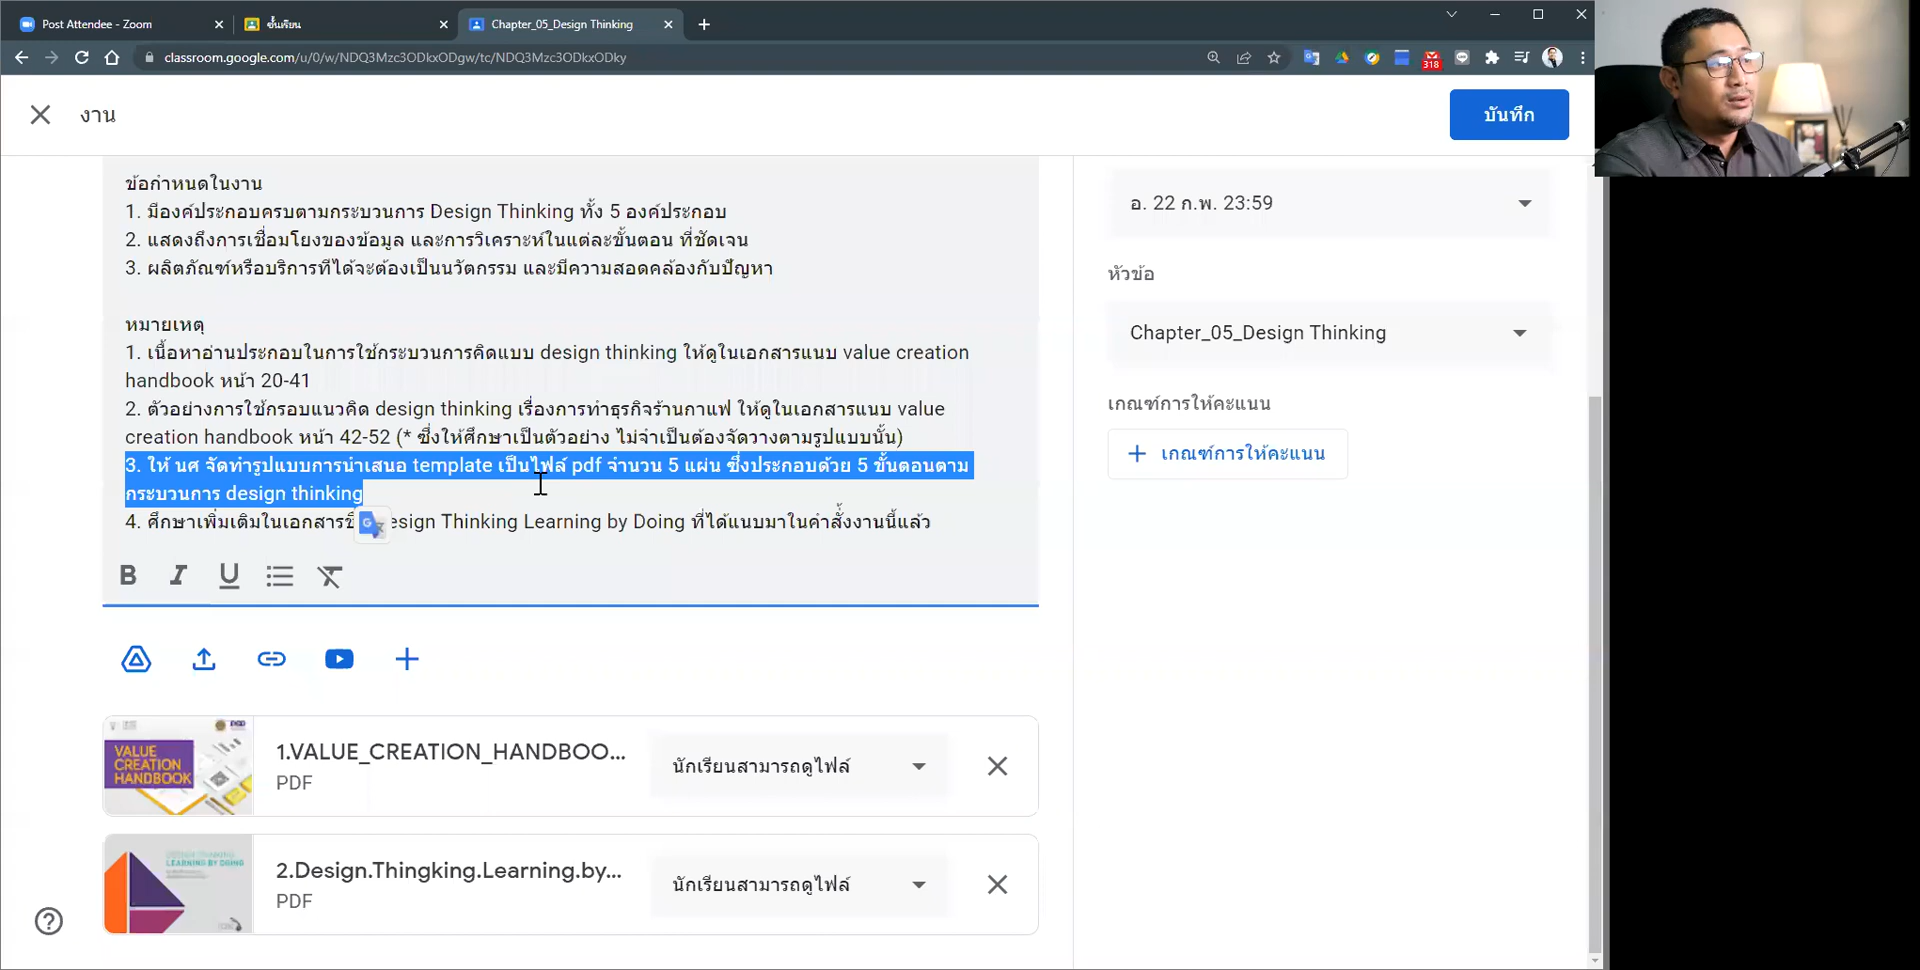 Post Attendee - Zoom
ชั้นเรียน
Chapter_05_Design Thinking
classroom.google.com/u/0/w/NDQ3Mzc3ODkxODgw/tc/NDQ3Mzc3ODkxODky
318
งาน
บันทึก
ข้อกำหนดในงาน
1. มีองค์ประกอบครบตามกระบวนการ Design Thinking ทั้ง 5 องค์ประกอบ
2. แสดงถึงการเชื่อมโยงของข้อมูล และการวิเคราะห์ในแต่ละขั้นตอน ที่ชัดเจน
3. ผลิตภัณฑ์หรือบริการที่ได้จะต้องเป็นนวัตกรรม และมีความสอดคล้องกับปัญหา
หมายเหตุ
1. เนื้อหาอ่านประกอบในการใช้กระบวนการคิดแบบ design thinking ให้ดูในเอกสารแนบ value creation
handbook หน้า 20-41
2. ตัวอย่างการใช้กรอบแนวคิด design thinking เรื่องการทำธุรกิจร้านกาแฟ ให้ดูในเอกสารแนบ value
creation handbook หน้า 42-52 (* ซึ่งให้ศึกษาเป็นตัวอย่าง ไม่จำเป็นต้องจัดวางตามรูปแบบนั้น)
3. ให้ นศ จัดทำรูปแบบการนำเสนอ template เป็นไฟล์ pdf จำนวน 5 แผ่น ซึ่งประกอบด้วย 5 ขั้นตอนตาม
กระบวนการ design thinking
4. ศึกษาเพิ่มเติมในเอกสารชื่ esign Thinking Learning by Doing ที่ได้แนบมาในคำสั่งงานนี้แล้ว
B I U
อ. 22 ก.พ. 23:59
หัวข้อ
Chapter_05_Design Thinking
เกณฑ์การให้คะแนน
เกณฑ์การให้คะแนน
VALUE
CREATION
HANDBOOK
1.VALUE_CREATION_HANDBOO...
PDF
นักเรียนสามารถดูไฟล์
DESIGN THINKING
LEARNING BY DOING
2.Design.Thingking.Learning.by...
PDF
นักเรียนสามารถดูไฟล์